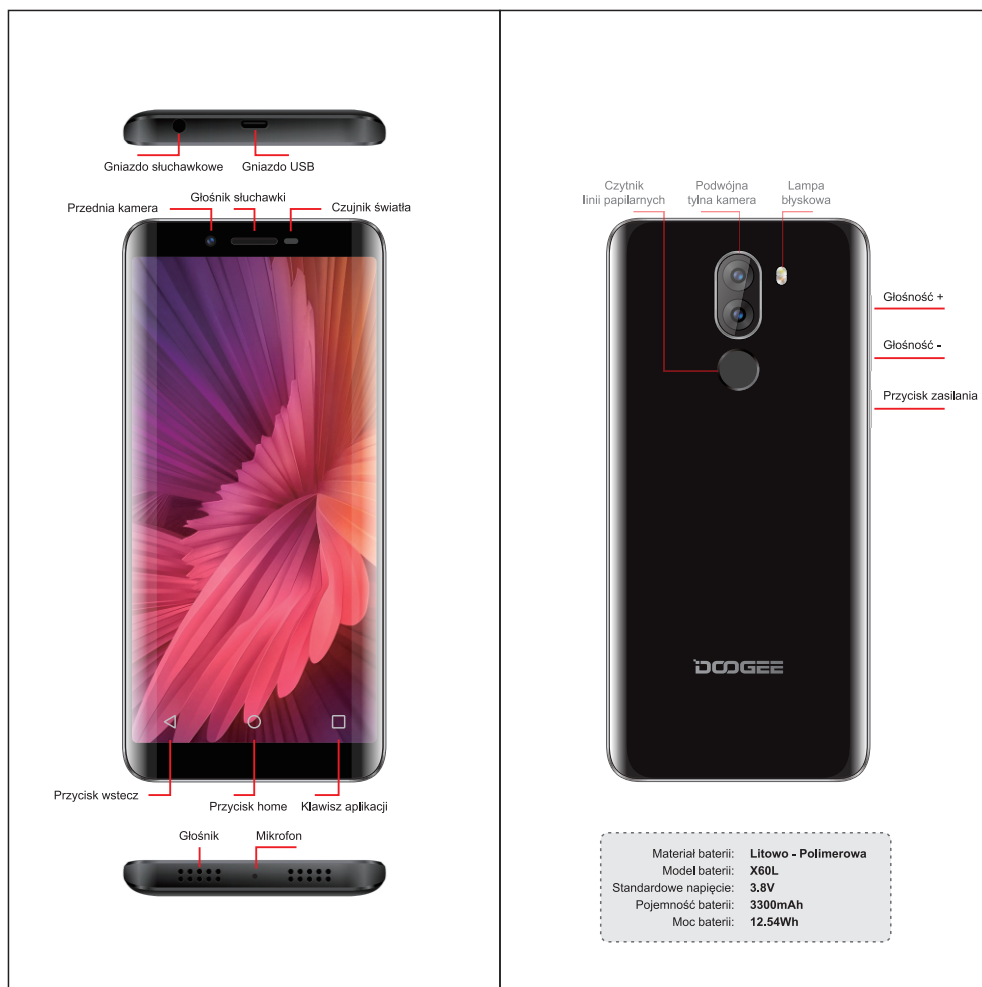 Gniazdo słuchawkowe
Gniazdo USB
Głośnik słuchawki
Przednia kamera
Czujnik światła
Przycisk wstecz
Przycisk home
Klawisz aplikacji
Głośnik
Mikrofon
Czytnik
linii papilarnych
Podwójna
tylna kamera
Lampa
błyskowa
Głośność +
Głośność -
Przycisk zasilania
DOOGEE
Materiał baterii: Litowo - Polimerowa
Model baterii: X60L
Standardowe napięcie: 3.8V
Pojemność baterii: 3300mAh
Moc baterii: 12.54Wh